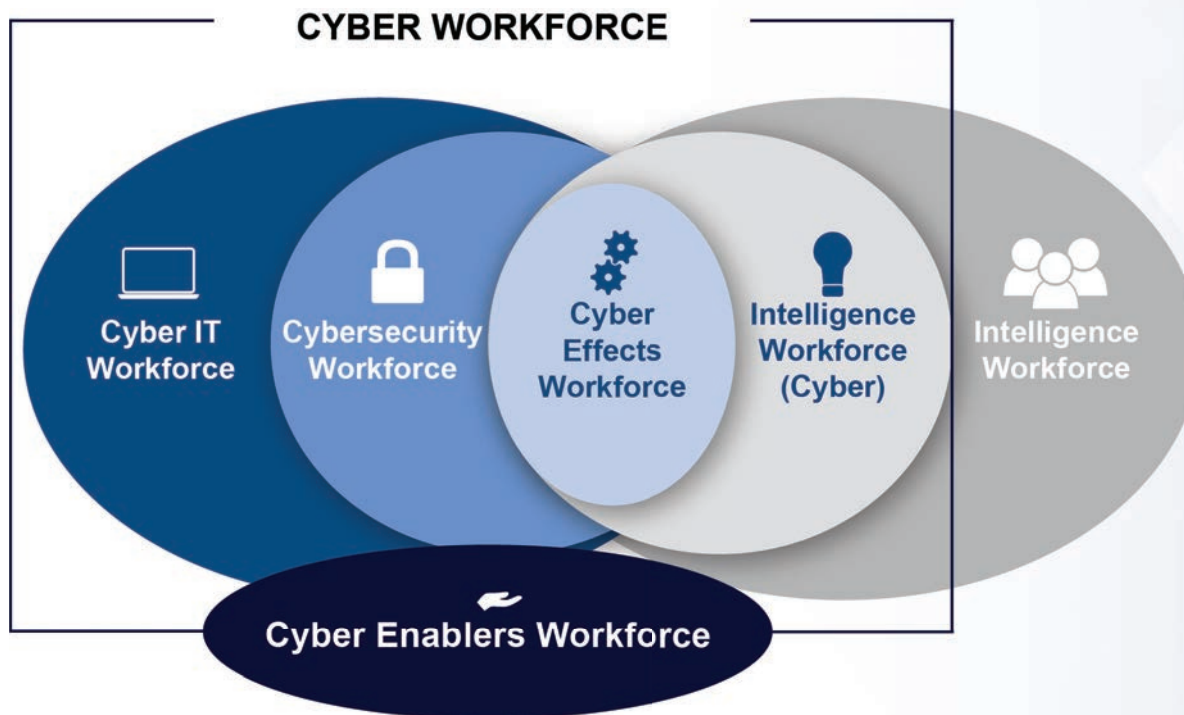 CYBER WORKFORCE
Cyber IT
Workforce
Cybersecurity
Workforce
Cyber
Effects
Workforce
Intelligence
Workforce
(Cyber)
Intelligence
Workforce
Cyber Enablers Workforce